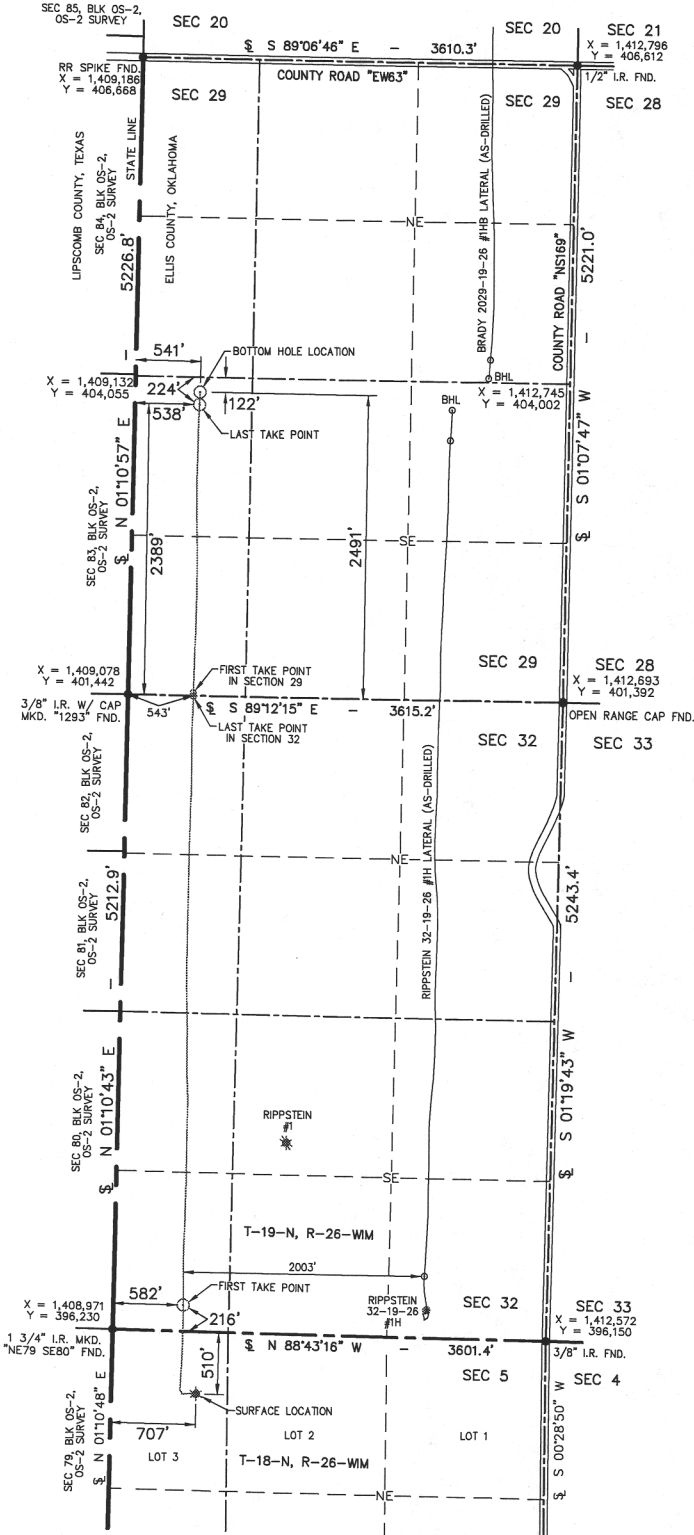 SEC 85, BLK OS-2,
OS-2 SURVEY
SEC 20
SEC 20
SEC 21
℄ S 89°06'46" E - 3610.3'
X = 1,412,796
Y = 406,612
RR SPIKE FND.
X = 1,409,186
Y = 406,668
COUNTY ROAD "EW63"
1/2" I.R. FND.
SEC 29
SEC 29
SEC 28
LIPSCOMB COUNTY, TEXAS
SEC 84, BLK OS-2,
OS-2 SURVEY
STATE LINE
ELLIS COUNTY, OKLAHOMA
5226.8'
BRADY 2029-19-26 #1HB LATERAL (AS-DRILLED)
NE
COUNTY ROAD "NS169"
5221.0'
541'
BOTTOM HOLE LOCATION
X = 1,409,132
Y = 404,055
224'
538'
122'
LAST TAKE POINT
BHL
X = 1,412,745
Y = 404,002
BHL
℄ N 01°10'57" E
℄ S 01°07'47" W
SEC 83, BLK OS-2,
OS-2 SURVEY
2389'
2491'
SE
X = 1,409,078
Y = 401,442
FIRST TAKE POINT
IN SECTION 29
SEC 29
SEC 28
X = 1,412,693
Y = 401,392
3/8" I.R. W/ CAP
MKD. "1293" FND.
543'
℄ S 89°12'15" E - 3615.2'
OPEN RANGE CAP FND.
LAST TAKE POINT
IN SECTION 32
SEC 32
SEC 33
SEC 82, BLK OS-2,
OS-2 SURVEY
RIPPSTEIN 32-19-26 #1H LATERAL (AS-DRILLED)
NE
5212.9'
5243.4'
SEC 81, BLK OS-2,
OS-2 SURVEY
℄ N 01°10'43" E
℄ S 01°19'43" W
SEC 80, BLK OS-2,
OS-2 SURVEY
RIPPSTEIN
#1
SE
T-19-N, R-26-WIM
2003'
582'
FIRST TAKE POINT
X = 1,408,971
Y = 396,230
216'
RIPPSTEIN
32-19-26
#1H
SEC 32
SEC 33
X = 1,412,572
Y = 396,150
1 3/4" I.R. MKD.
"NE79 SE80" FND.
℄ N 88°43'16" W - 3601.4'
3/8" I.R. FND.
510'
SEC 5
SEC 4
SEC 79, BLK OS-2,
OS-2 SURVEY
℄ N 01°10'48" E
SURFACE LOCATION
707'
LOT 3
LOT 2
LOT 1
T-18-N, R-26-WIM
℄ S 00°28'50" W
NE